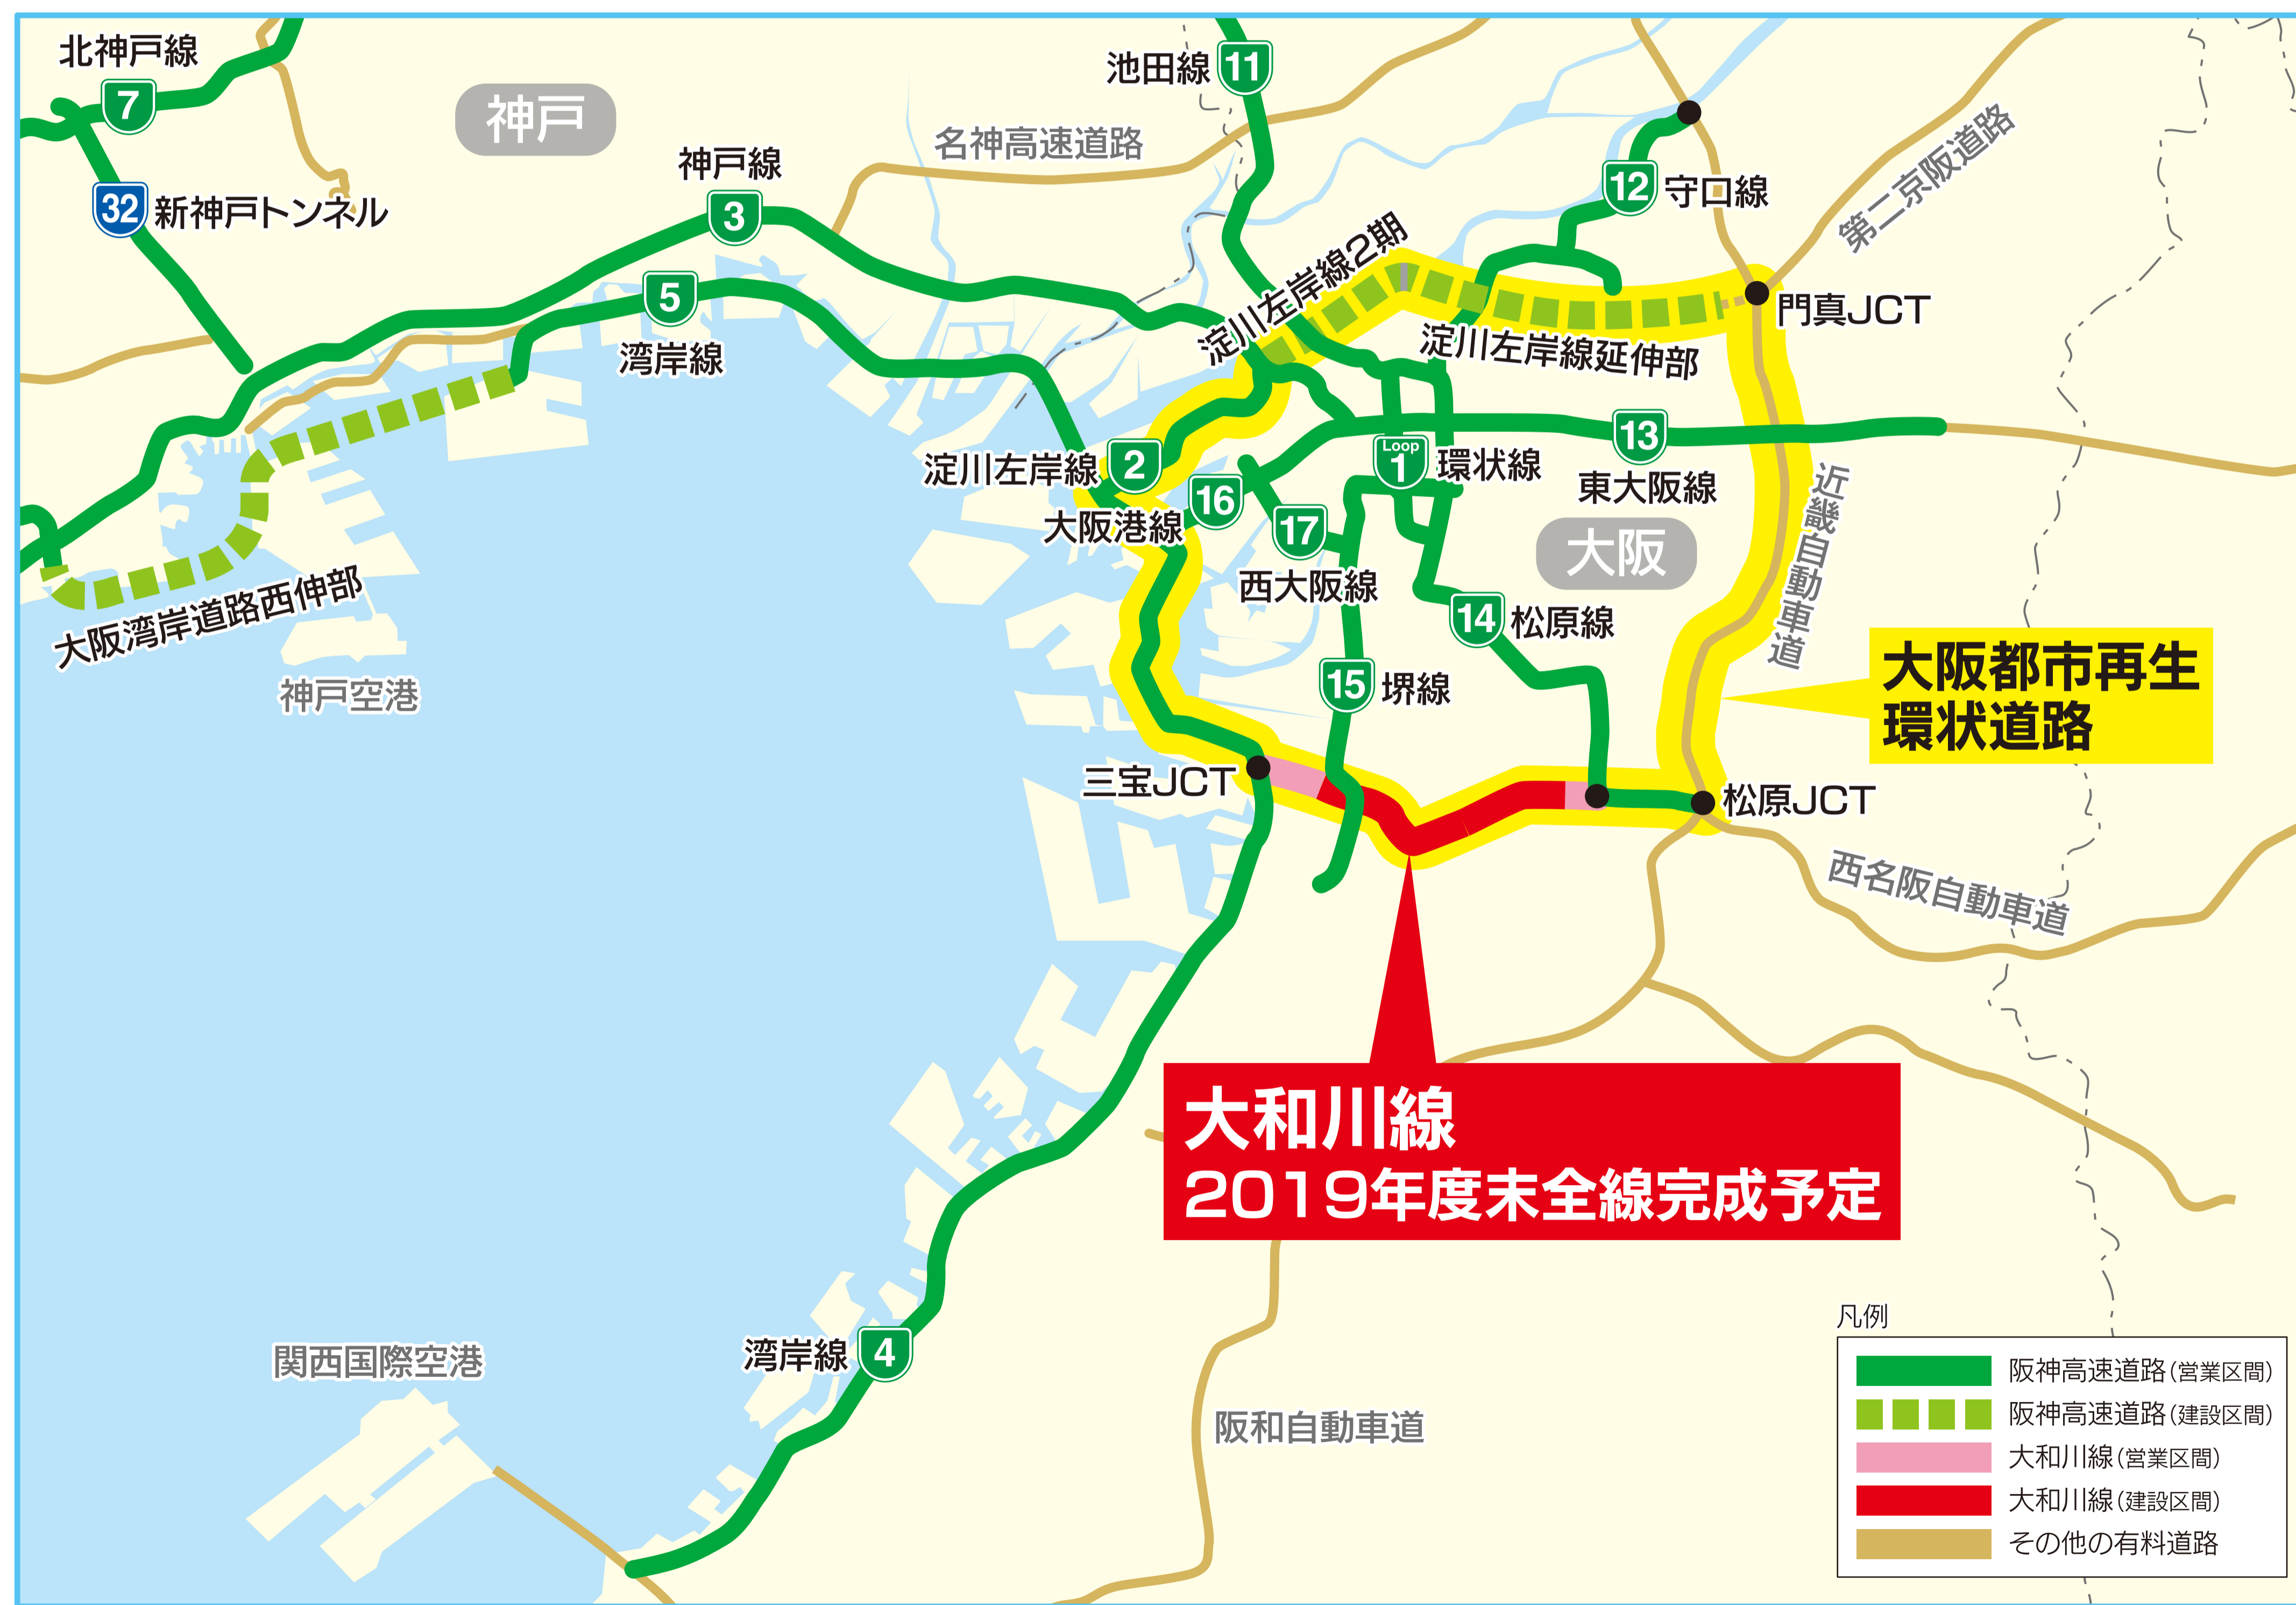 北神戸線
7
神戸
池田線
11
名神高速道路
32
新神戸トンネル
神戸線
3
12
守口線
第二京阪道路
5
湾岸線
淀川左岸線2期
門真JCT
淀川左岸線延伸部
淀川左岸線
2
Loop
1
環状線
13
東大阪線
16
大阪港線
17
西大阪線
大阪
近畿自動車道
大阪湾岸道路西伸部
神戸空港
14
松原線
15
堺線
大阪都市再生
環状道路
三宝JCT
松原JCT
西名阪自動車道
大和川線
2019年度末全線完成予定
湾岸線
4
関西国際空港
阪和自動車道
凡例
阪神高速道路(営業区間)
阪神高速道路(建設区間)
大和川線(営業区間)
大和川線(建設区間)
その他の有料道路